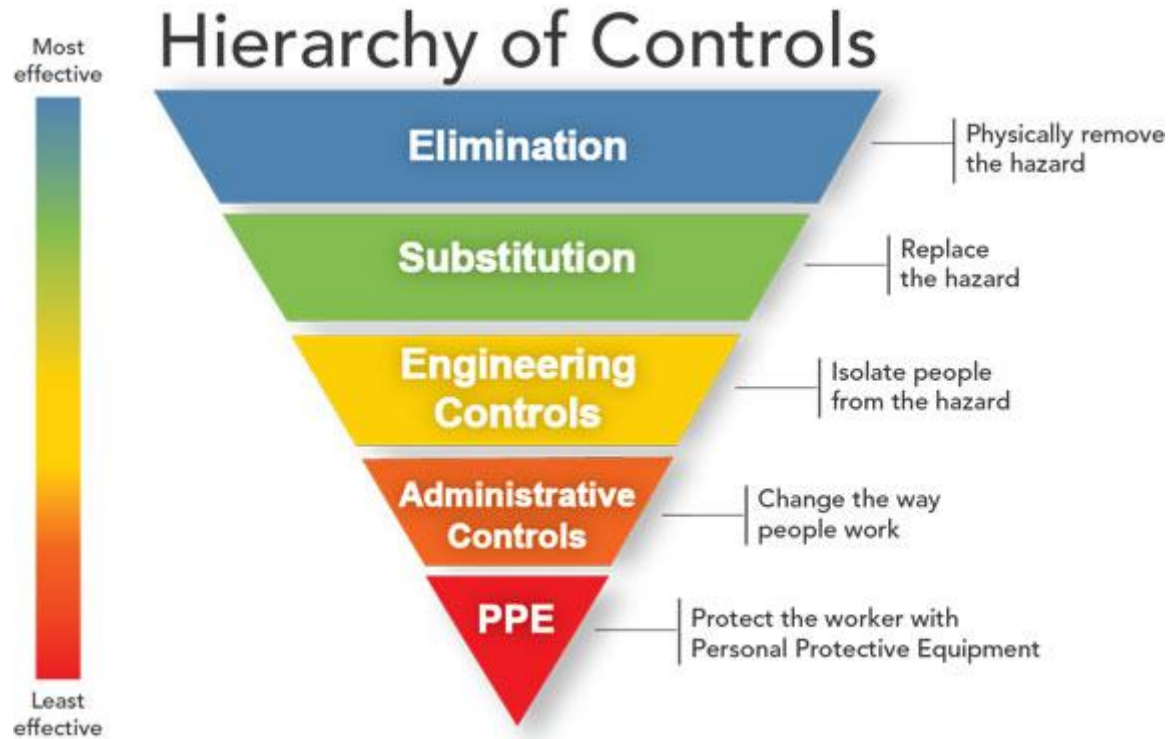 Hierarchy of Controls
Most
effective
Elimination
Physically remove
the hazard
Substitution
Replace
the hazard
Engineering
Controls
Isolate people
from the hazard
Administrative
Controls
Change the way
people work
PPE
Protect the worker with
Personal Protective Equipment
Least
effective